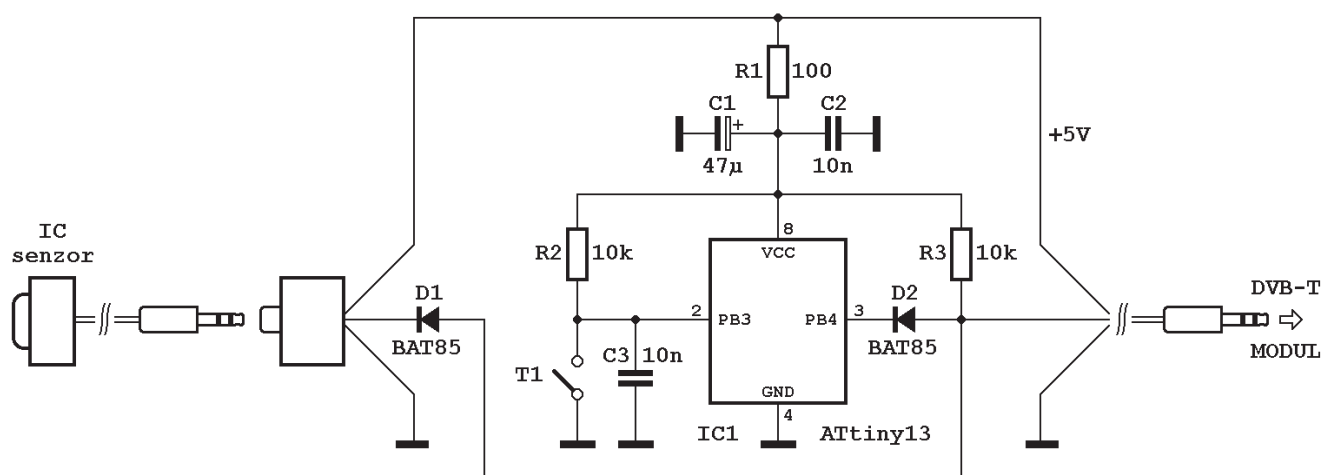 R1 100
C1 C2
+
47µ 10n
+5V
IC
senzor
R2 10k
8
VCC
R3 10k
D1
BAT85
2 PB3
PB4 3
D2
BAT85
DVB-T
MODUL
C3 10n
T1
GND
4
IC1 ATtiny13